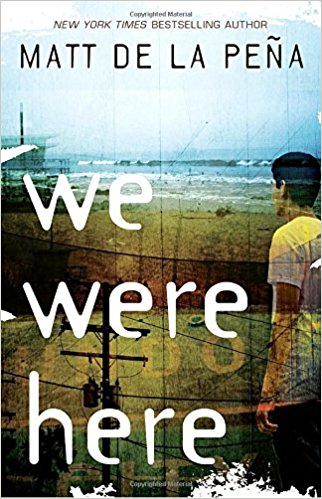 NEW YORK TIMES BESTSELLING AUTHOR
MATT DE LA PEÑA
we
were
here